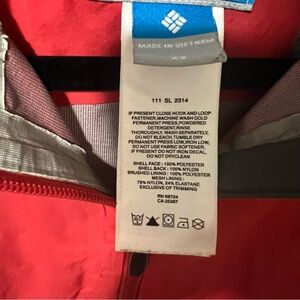 MADE IN VIETNAM
XS
111 SL 2314
IF PRESENT CLOSE HOOK AND LOOP
FASTENER,MACHINE WASH COLD
PERMANENT PRESS,POWDERED
DETERGENT,RINSE
THOROUGHLY, WASH SEPARATELY,
DO NOT BLEACH,TUMBLE DRY
PERMANENT PRESS LOW,IRON LOW,
DO NOT USE FABRIC SOFTENER.
IF PRESENT DO NOT IRON DECAL,
DO NOT DRYCLEAN
SHELL FACE : 100% POLYESTER
SHELL BACK : 100% NYLON
BRUSHED LINING : 100% POLYESTER
MESH LINING :
76% NYLON, 24% ELASTANE
EXCLUSIVE OF TRIMMING
RN 69724
CA 05367